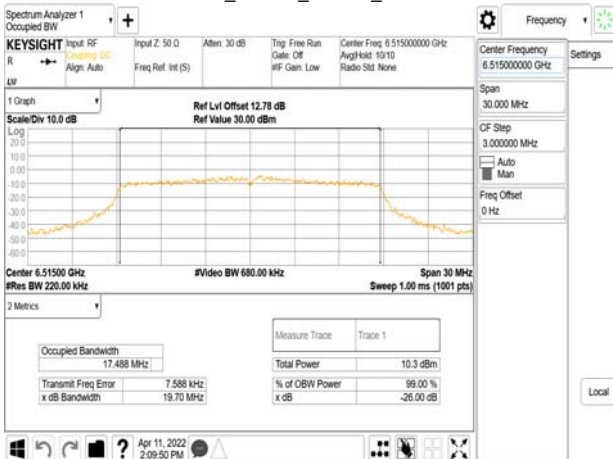 Spectrum Analyzer 1
Occupied BW
+
Frequency
KEYSIGHT
R
LXI
Input: RF
Coupling: DC
Align: Auto
Input Z: 50 Ω
Freq Ref: Int (S)
Atten: 30 dB
Trig: Free Run
Gate: Off
#IF Gain: Low
Center Freq: 6.515000000 GHz
Avg|Hold: 10/10
Radio Std: None
Center Frequency
6.515000000 GHz
Settings
Span
30.000 MHz
CF Step
3.000000 MHz
Auto
Man
Freq Offset
0 Hz
Local
1 Graph
Scale/Div 10.0 dB
Ref Lvl Offset 12.78 dB
Ref Value 30.00 dBm
Log
20.0
10.0
0.00
-10.0
-20.0
-30.0
-40.0
-50.0
-60.0
Center 6.51500 GHz
#Res BW 220.00 kHz
#Video BW 680.00 kHz
Span 30 MHz
Sweep 1.00 ms (1001 pts)
2 Metrics
Measure Trace
Trace 1
Occupied Bandwidth
17.488 MHz
Total Power
10.3 dBm
Transmit Freq Error
7.588 kHz
% of OBW Power
99.00 %
x dB Bandwidth
19.70 MHz
x dB
-26.00 dB
?
Apr 11, 2022
2:09:50 PM